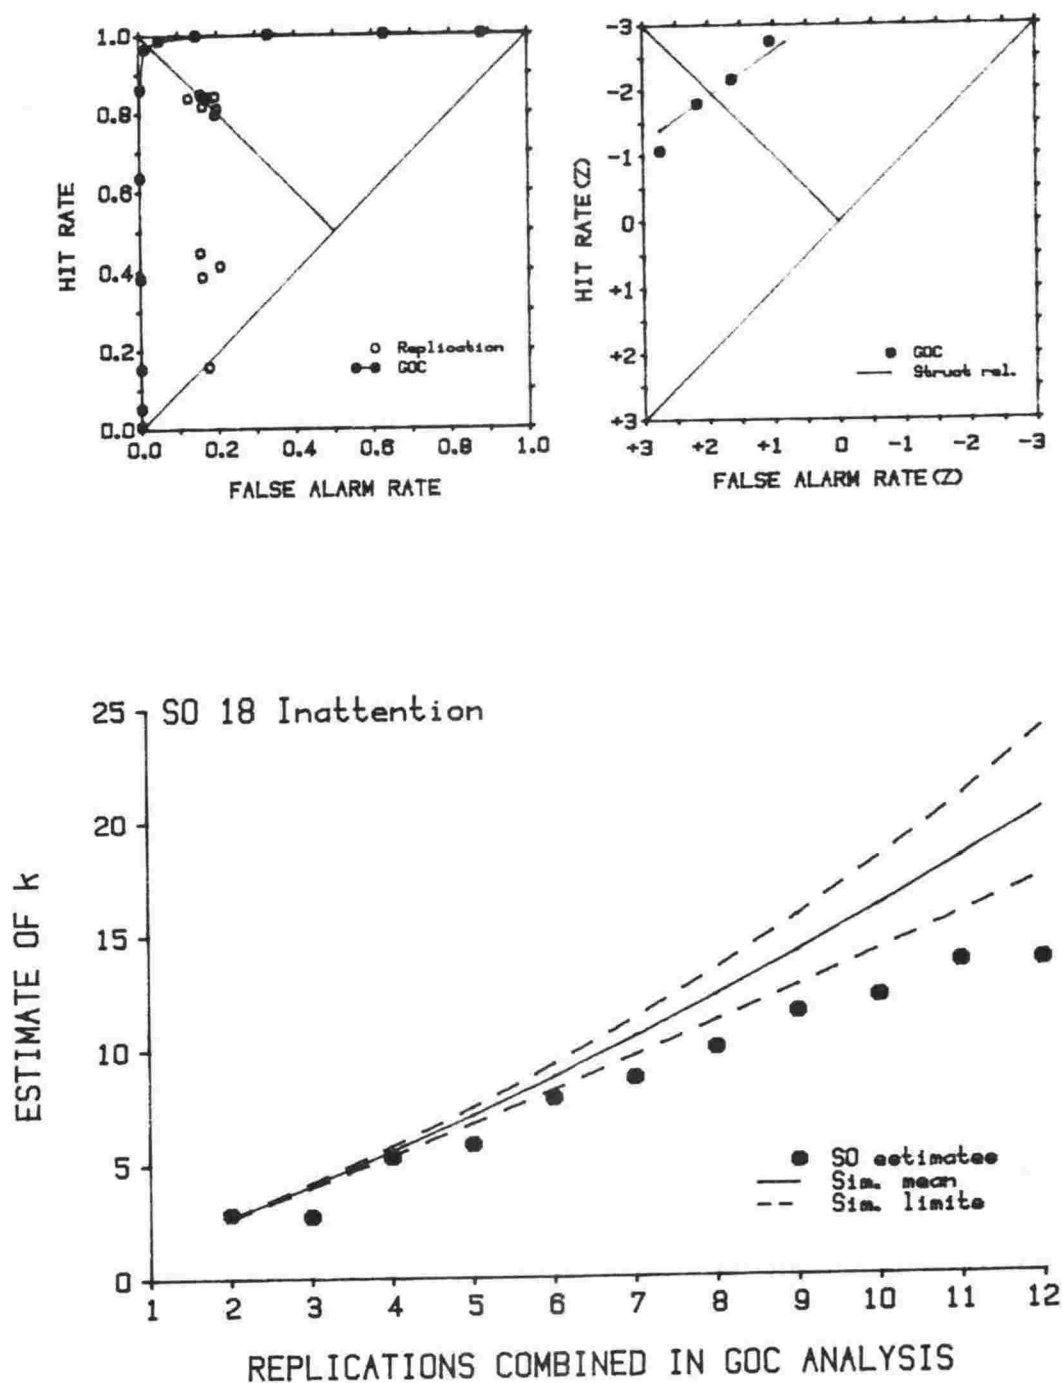 1.0
0.8
0.6
0.4
0.2
0.0
HIT RATE
0.0 0.2 0.4 0.6 0.8 1.0
FALSE ALARM RATE
Replication
GOC
-3
-2
-1
0
+1
+2
+3
HIT RATE(Z)
+3 +2 +1 0 -1 -2 -3
FALSE ALARM RATE(Z)
GOC
Struct rel.
SO 18 Inattention
25
20
15
10
5
0
ESTIMATE OF k
SO estimates
Sim. mean
Sim. limits
1 2 3 4 5 6 7 8 9 10 11 12
REPLICATIONS COMBINED IN GOC ANALYSIS